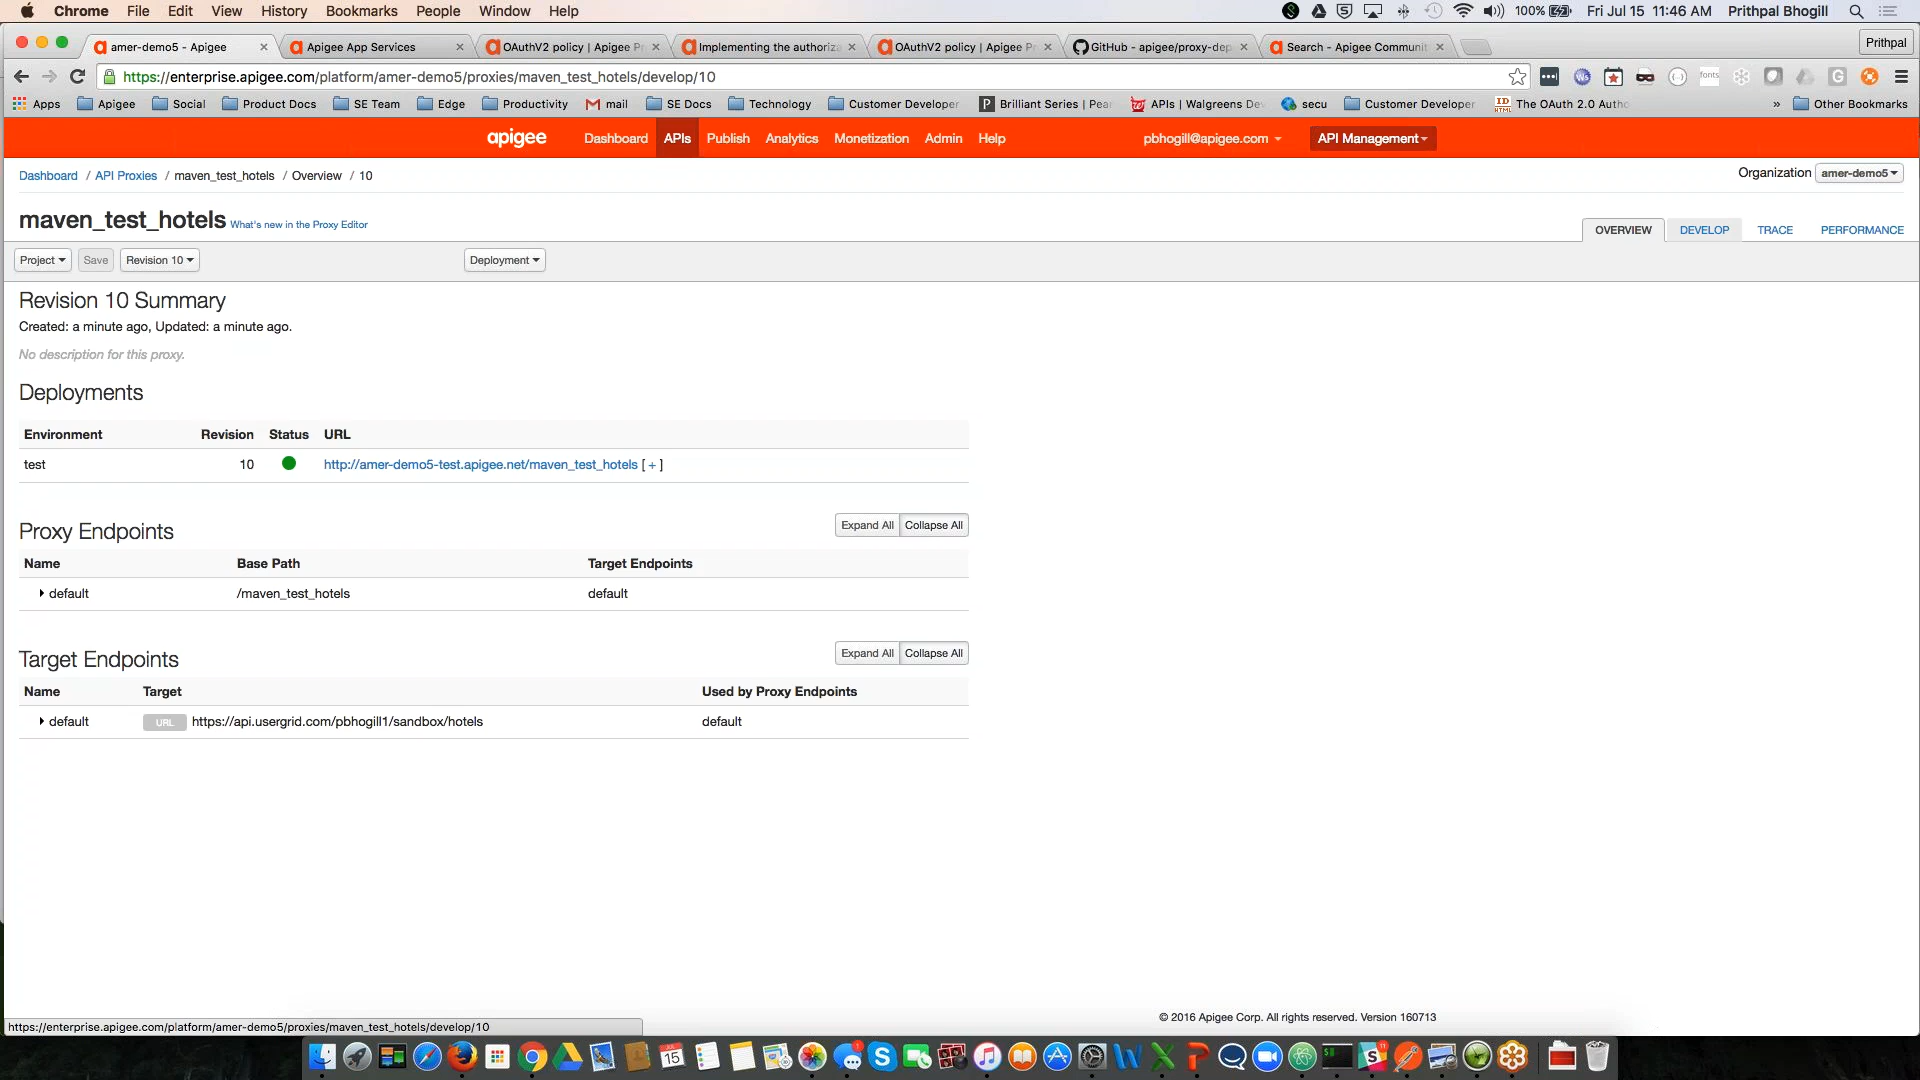 Chrome File Edit View History Bookmarks People Window Help
100% Fri Jul 15 11:46 AM Prithpal Bhogill
amer-demo5 - Apigee
Apigee App Services
OAuthV2 policy | Apigee Pr
Implementing the authoriza
OAuthV2 policy | Apigee Pr
GitHub - apigee/proxy-dep
Search - Apigee Communit
Prithpal
https://enterprise.apigee.com/platform/amer-demo5/proxies/maven_test_hotels/develop/10
fonts
Apps Apigee Social Product Docs SE Team Edge Productivity mail SE Docs Technology Customer Developer Brilliant Series | Pear APIs | Walgreens Dev secu Customer Developer The OAuth 2.0 Autho » Other Bookmarks
apigee Dashboard APIs Publish Analytics Monetization Admin Help pbhogill@apigee.com API Management
Dashboard / API Proxies / maven_test_hotels / Overview / 10
Organization amer-demo5
maven_test_hotels What's new in the Proxy Editor
OVERVIEW DEVELOP TRACE PERFORMANCE
Project Save Revision 10 Deployment
Revision 10 Summary
Created: a minute ago, Updated: a minute ago.
No description for this proxy.
Deployments
Environment Revision Status URL
test 10 http://amer-demo5-test.apigee.net/maven_test_hotels [ + ]
Proxy Endpoints
Expand All Collapse All
Name Base Path Target Endpoints
default /maven_test_hotels default
Target Endpoints
Expand All Collapse All
Name Target Used by Proxy Endpoints
default URL https://api.usergrid.com/pbhogill1/sandbox/hotels default
© 2016 Apigee Corp. All rights reserved. Version 160713
https://enterprise.apigee.com/platform/amer-demo5/proxies/maven_test_hotels/develop/10